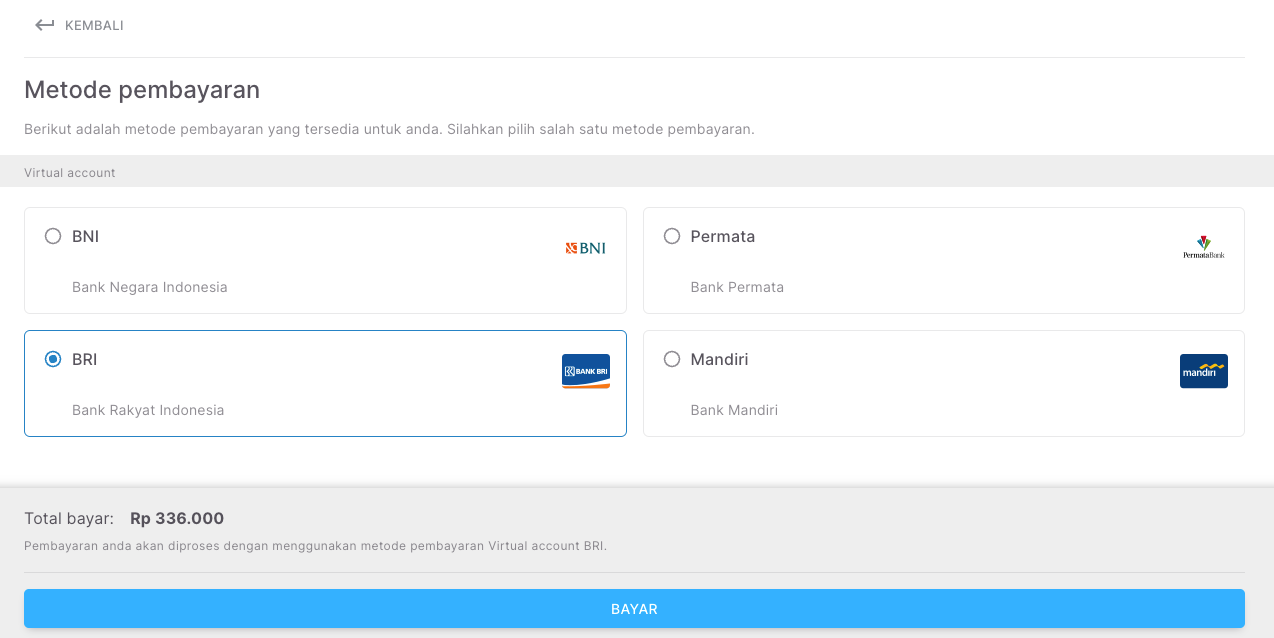 KEMBALI
Metode pembayaran
Berikut adalah metode pembayaran yang tersedia untuk anda. Silahkan pilih salah satu metode pembayaran.
Virtual account
BNI
BNI
Bank Negara Indonesia
Permata
PermataBank
Bank Permata
BRI
BANK BRI
Bank Rakyat Indonesia
Mandiri
mandiri
Bank Mandiri
Total bayar: Rp 336.000
Pembayaran anda akan diproses dengan menggunakan metode pembayaran Virtual account BRI.
BAYAR